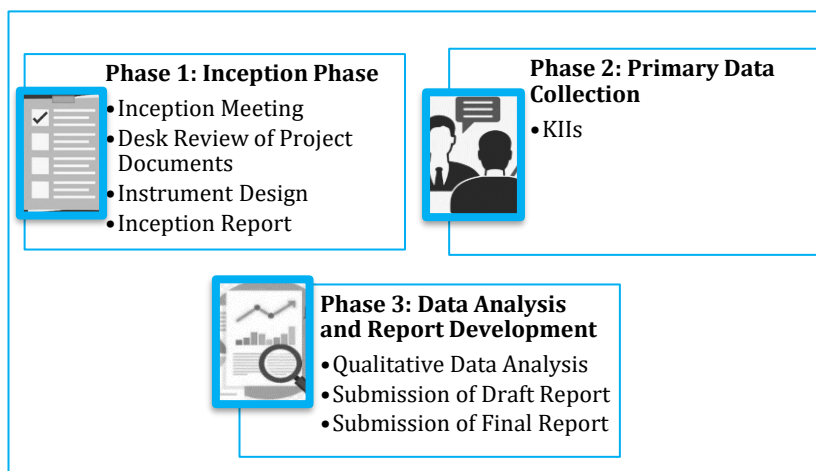 Phase 1: Inception Phase
•Inception Meeting
•Desk Review of Project
Documents
•Instrument Design
•Inception Report
Phase 2: Primary Data
Collection
•KIIs
Phase 3: Data Analysis
and Report Development
•Qualitative Data Analysis
•Submission of Draft Report
•Submission of Final Report